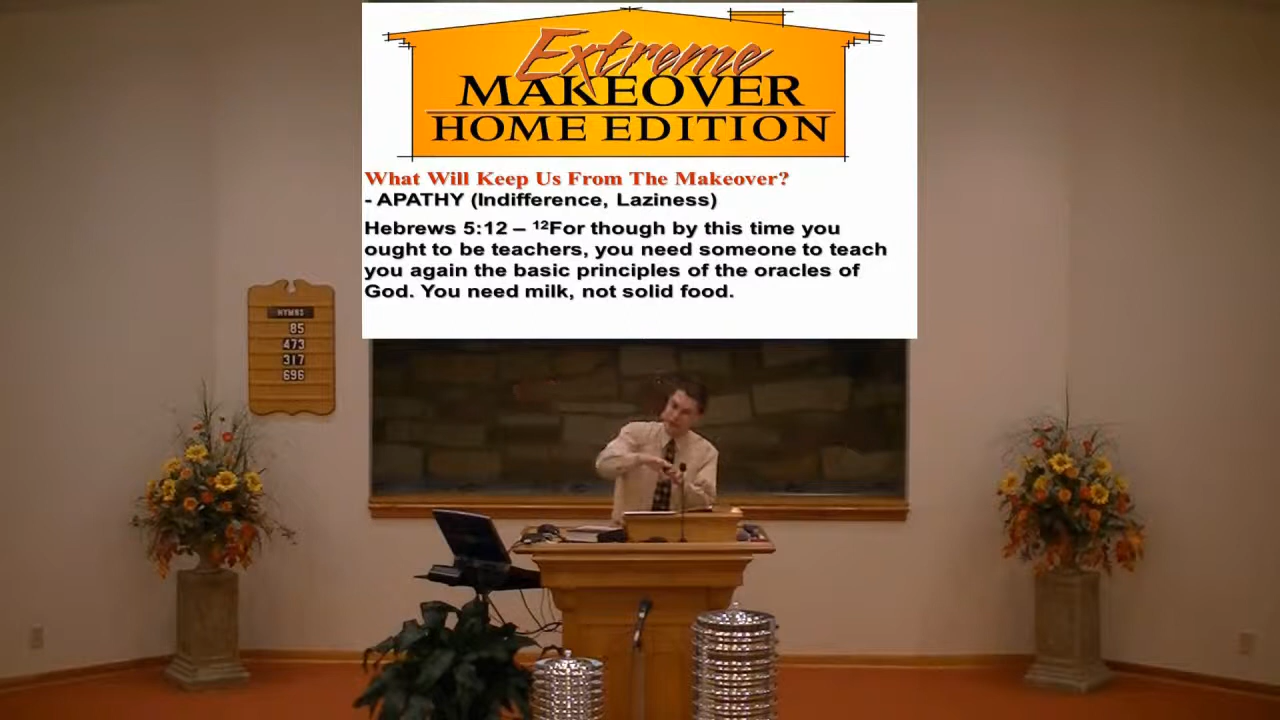 Extreme
MAKEOVER
HOME EDITION
What Will Keep Us From The Makeover?
- APATHY (Indifference, Laziness)
Hebrews 5:12 – ¹²For though by this time you
ought to be teachers, you need someone to teach
you again the basic principles of the oracles of
God. You need milk, not solid food.
HYMNS
85
473
317
696